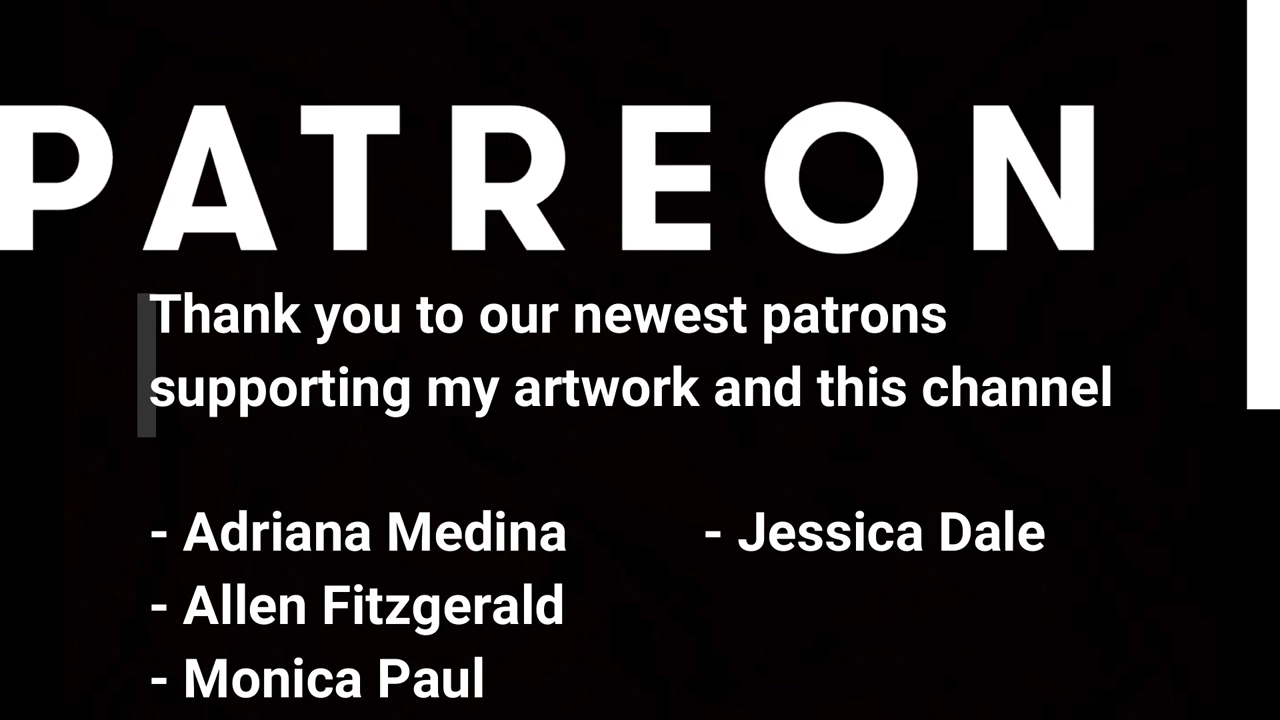 PATREON
Thank you to our newest patrons
supporting my artwork and this channel
- Adriana Medina
- Allen Fitzgerald
- Monica Paul
- Jessica Dale